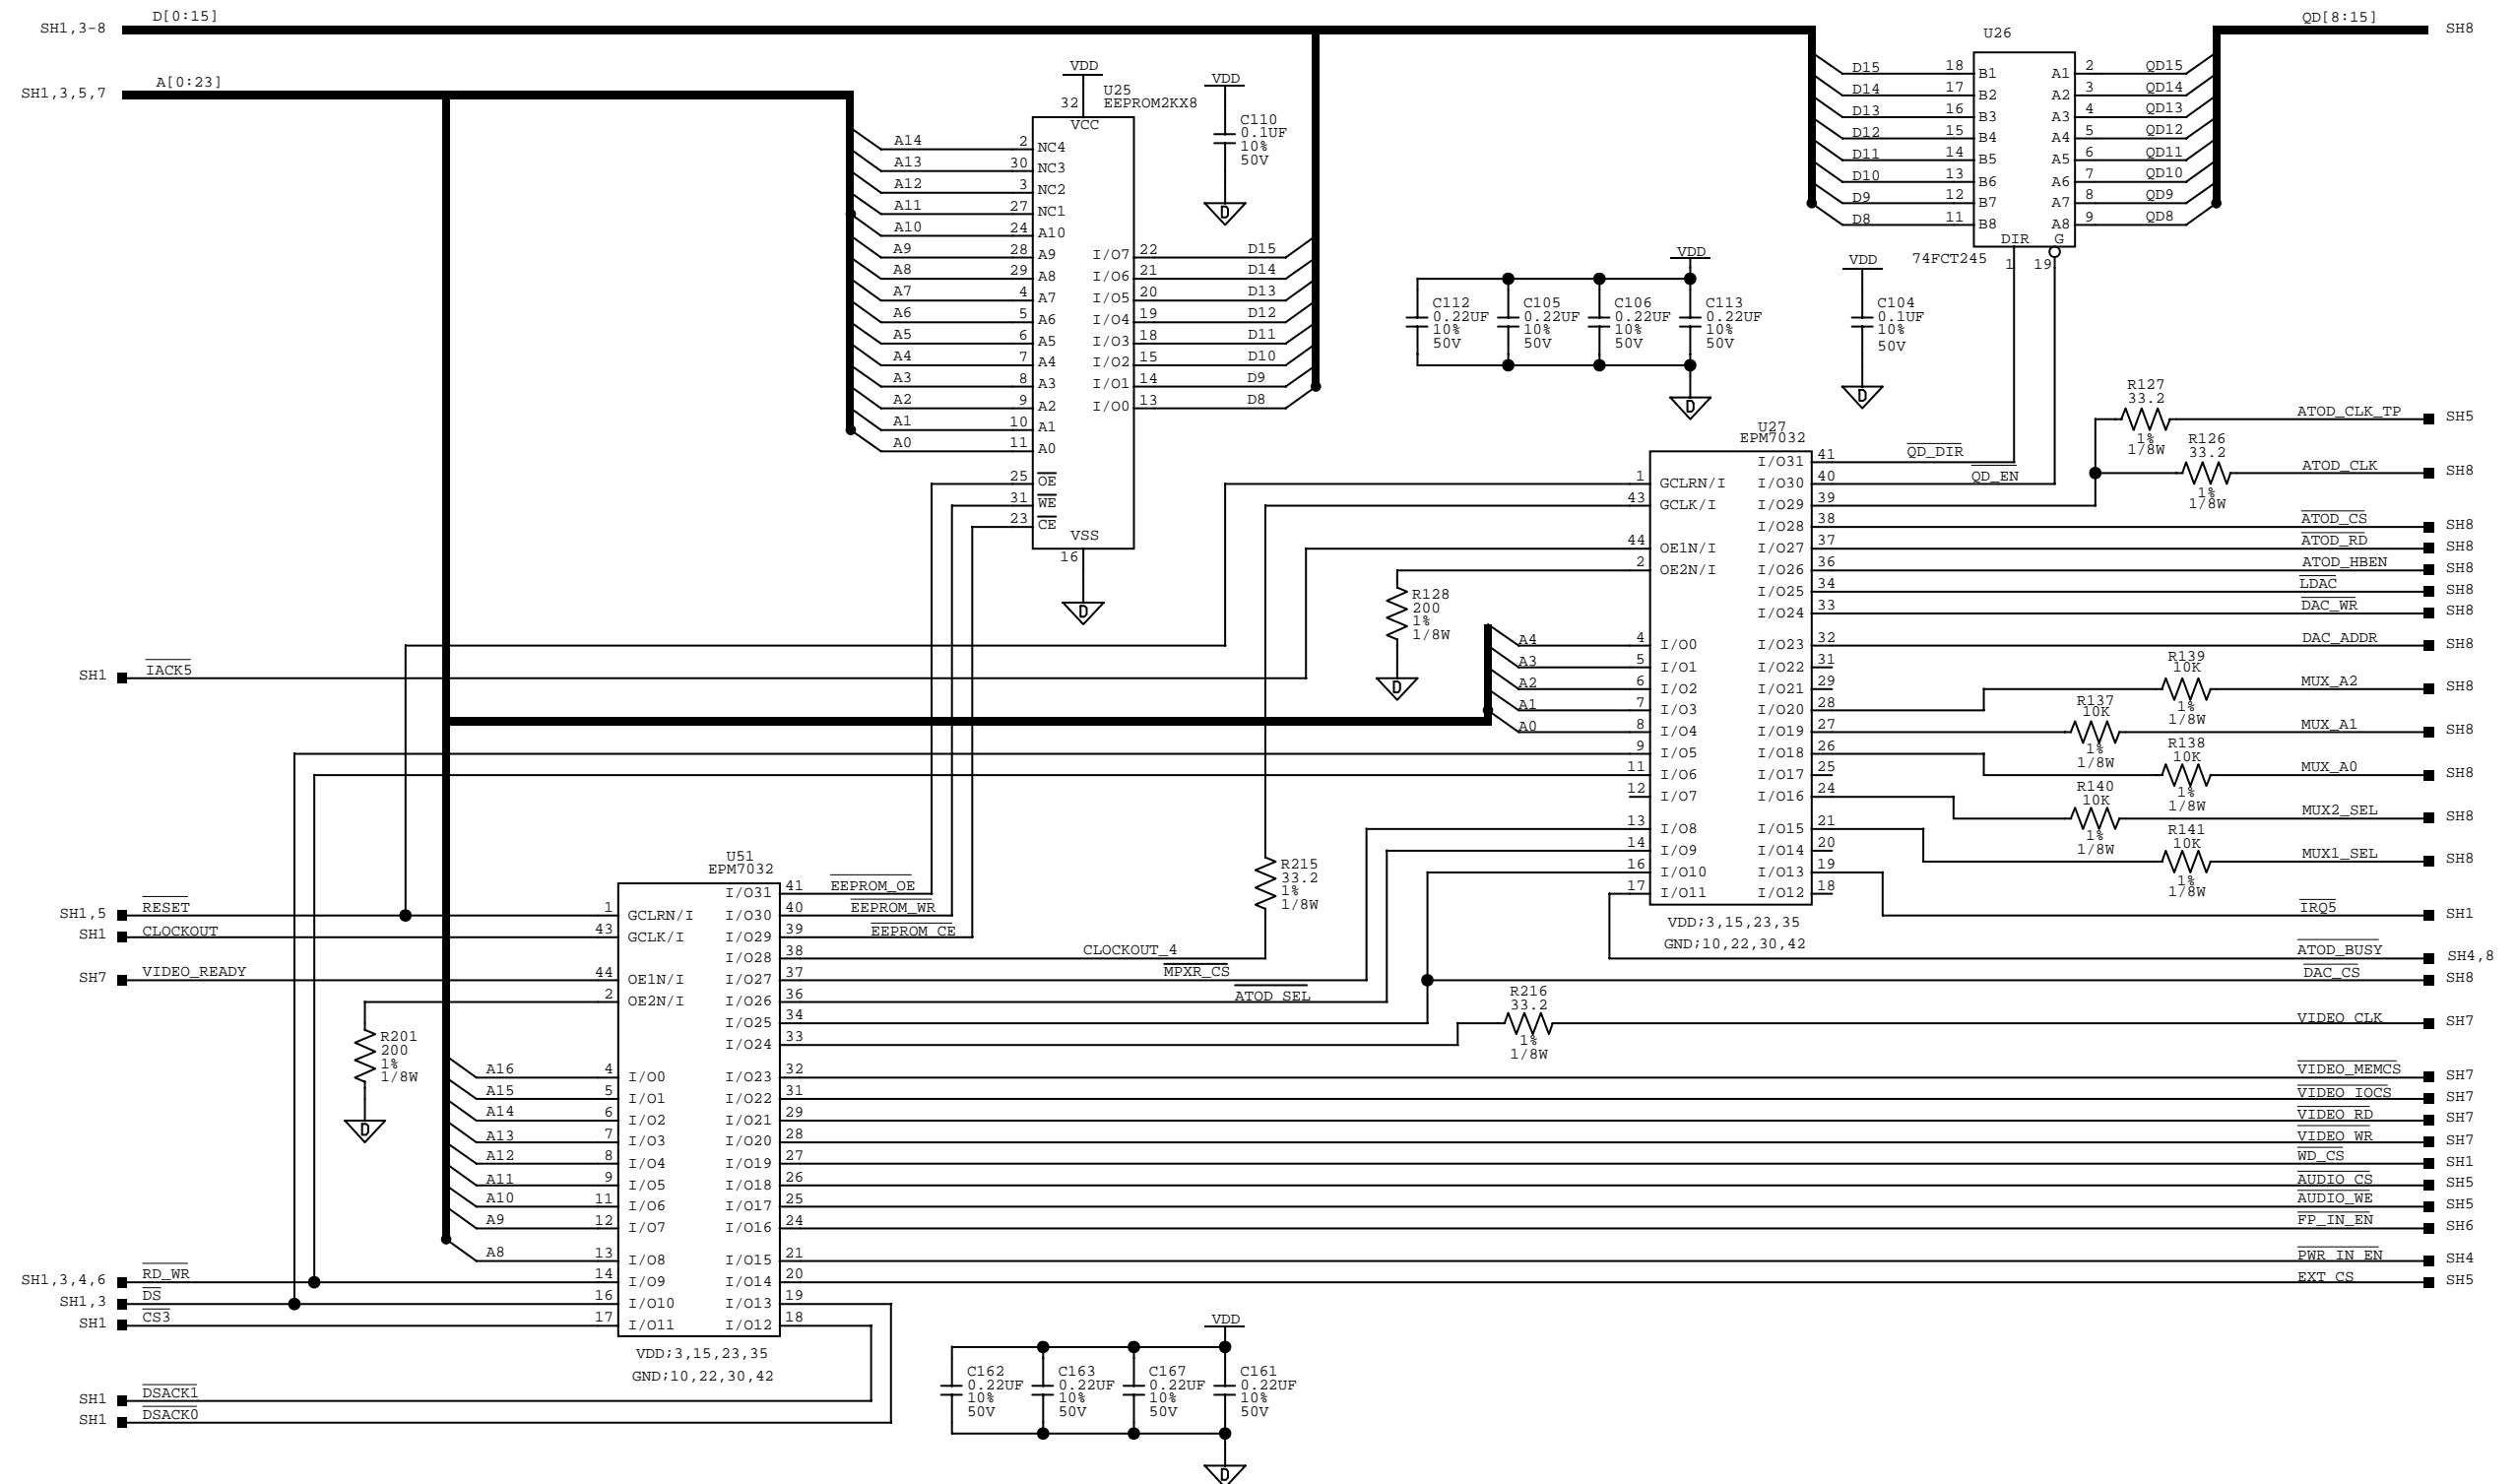 D[0:15]
SH1,3-8
A[0:23]
SH1,3,5,7
QD[8:15]
SH8
VDD
32
U25
EEPROM2KX8
VCC
A14 2 NC4
A13 30 NC3
A12 3 NC2
A11 27 NC1
A10 24 A10
A9 28 A9
A8 29 A8
A7 4 A7
A6 5 A6
A5 6 A5
A4 7 A4
A3 8 A3
A2 9 A2
A1 10 A1
A0 11 A0
25 OE
31 WE
23 CE
VSS
16
D
I/O7 22 D15
I/O6 21 D14
I/O5 20 D13
I/O4 19 D12
I/O3 18 D11
I/O2 15 D10
I/O1 14 D9
I/O0 13 D8
VDD
C110
0.1UF
10%
50V
D
U26
D15 18 B1 A1 2 QD15
D14 17 B2 A2 3 QD14
D13 16 B3 A3 4 QD13
D12 15 B4 A4 5 QD12
D11 14 B5 A5 6 QD11
D10 13 B6 A6 7 QD10
D9 12 B7 A7 8 QD9
D8 11 B8 A8 9 QD8
DIR G
74FCT245 1 19
VDD
C112 C105 C106 C113
0.22UF 0.22UF 0.22UF 0.22UF
10% 10% 10% 10%
50V 50V 50V 50V
D
VDD
C104
0.1UF
10%
50V
D
U27
EPM7032
1 GCLRN/I
43 GCLK/I
44 OE1N/I
2 OE2N/I
R128
200
1%
1/8W
D
A4 4 I/O0
A3 5 I/O1
A2 6 I/O2
A1 7 I/O3
A0 8 I/O4
9 I/O5
11 I/O6
12 I/O7
13 I/O8
14 I/O9
16 I/O10
17 I/O11
I/O31 41 QD_DIR
I/O30 40 QD_EN
I/O29 39
R127
33.2
1%
1/8W
ATOD_CLK_TP SH5
R126
33.2
1%
1/8W
ATOD_CLK SH8
I/O28 38 ATOD_CS SH8
I/O27 37 ATOD_RD SH8
I/O26 36 ATOD_HBEN SH8
I/O25 34 LDAC SH8
I/O24 33 DAC_WR SH8
I/O23 32 DAC_ADDR SH8
I/O22 31
I/O21 29
I/O20 28
R139
10K
1%
1/8W
MUX_A2 SH8
I/O19 27
R137
10K
1%
1/8W
MUX_A1 SH8
I/O18 26
R138
10K
1%
1/8W
MUX_A0 SH8
I/O17 25
I/O16 24
R140
10K
1%
1/8W
MUX2_SEL SH8
I/O15 21
R141
10K
1%
1/8W
MUX1_SEL SH8
I/O14 20
I/O13 19
I/O12 18
IRQ5 SH1
VDD;3,15,23,35
GND;10,22,30,42
ATOD_BUSY SH4,8
DAC_CS SH8
SH1 IACK5
R215
33.2
1%
1/8W
U51
EPM7032
SH1,5 RESET 1 GCLRN/I
SH1 CLOCKOUT 43 GCLK/I
SH7 VIDEO_READY 44 OE1N/I
2 OE2N/I
R201
200
1%
1/8W
D
A16 4 I/O0
A15 5 I/O1
A14 6 I/O2
A13 7 I/O3
A12 8 I/O4
A11 9 I/O5
A10 11 I/O6
A9 12 I/O7
A8 13 I/O8
SH1,3,4,6 RD_WR 14 I/O9
SH1,3 DS 16 I/O10
SH1 CS3 17 I/O11
I/O31 41 EEPROM_OE
I/O30 40 EEPROM_WR
I/O29 39 EEPROM_CE
I/O28 38 CLOCKOUT_4
I/O27 37 MPXR_CS
I/O26 36 ATOD_SEL
I/O25 34
I/O24 33
R216
33.2
1%
1/8W
VIDEO_CLK SH7
I/O23 32 VIDEO_MEMCS SH7
I/O22 31 VIDEO_IOCS SH7
I/O21 29 VIDEO_RD SH7
I/O20 28 VIDEO_WR SH7
I/O19 27 WD_CS SH1
I/O18 26 AUDIO_CS SH5
I/O17 25 AUDIO_WE SH5
I/O16 24 FP_IN_EN SH6
I/O15 21 PWR_IN_EN SH4
I/O14 20 EXT_CS SH5
I/O13 19
I/O12 18
VDD;3,15,23,35
GND;10,22,30,42
SH1 DSACK1
SH1 DSACK0
VDD
C162 C163 C167 C161
0.22UF 0.22UF 0.22UF 0.22UF
10% 10% 10% 10%
50V 50V 50V 50V
D